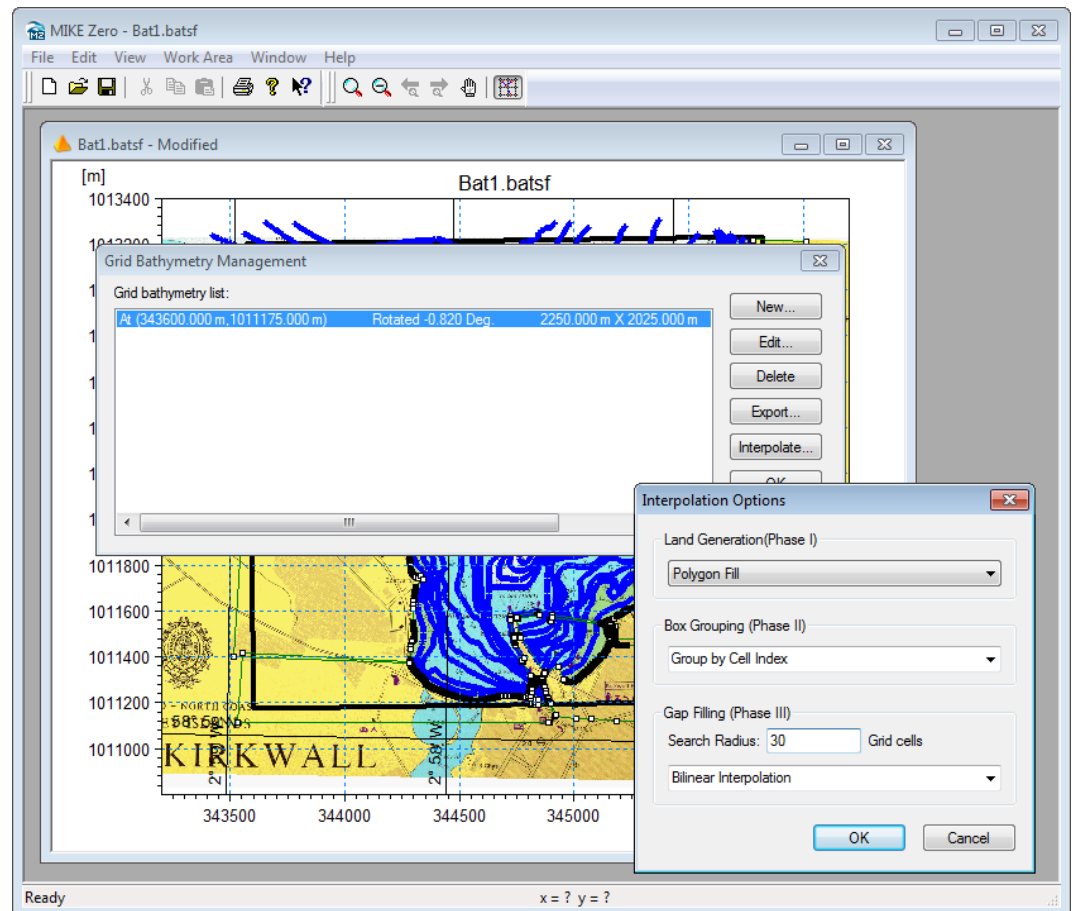 MIKE Zero - Bat1.batsf
File Edit View Work Area Window Help
Bat1.batsf - Modified
[m]
Bat1.batsf
1013400
1013200
Grid Bathymetry Management
Grid bathymetry list:
At (343600.000 m,1011175.000 m) Rotated -0.820 Deg. 2250.000 m X 2025.000 m
New...
Edit...
Delete
Export...
Interpolate...
OK
Interpolation Options
Land Generation(Phase I)
Polygon Fill
Box Grouping (Phase II)
Group by Cell Index
Gap Filling (Phase III)
Search Radius: 30 Grid cells
Bilinear Interpolation
OK Cancel
1011800
1011600
1011400
1011200
1011000
KIRKWALL
343500 344000 344500 345000
Ready x = ? y = ?